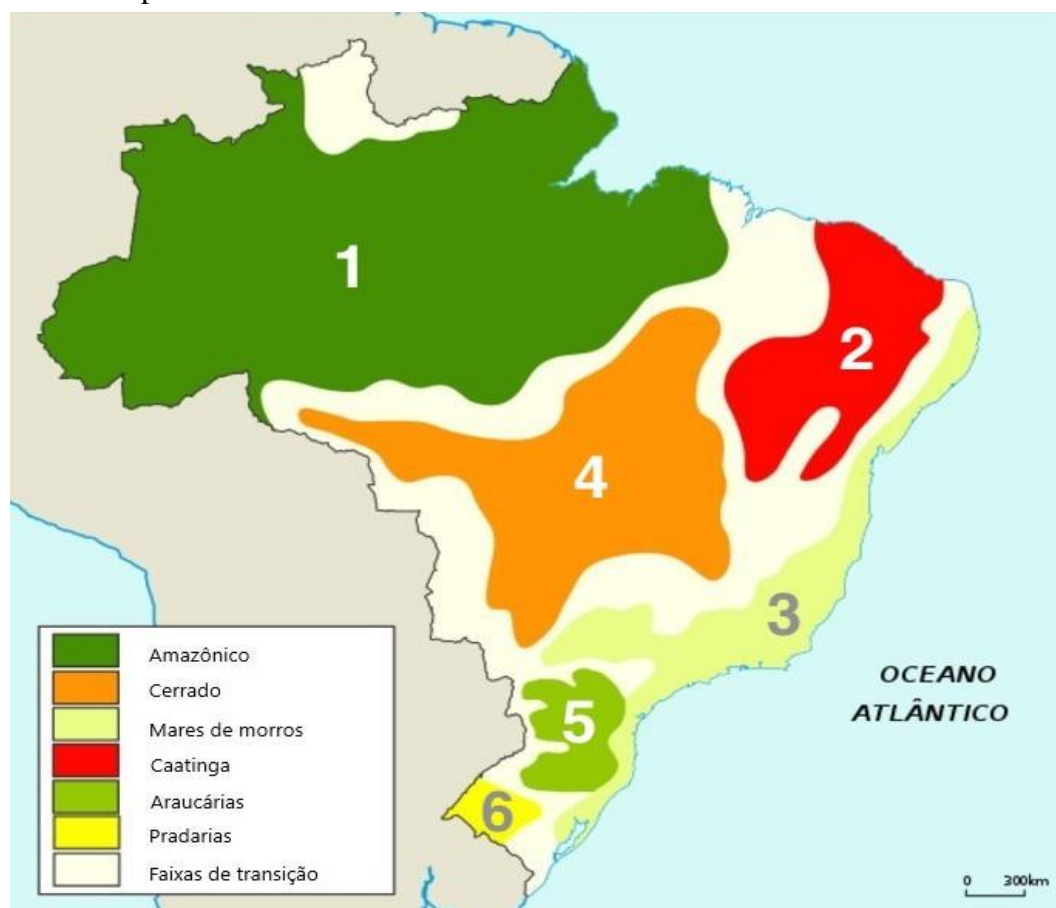 1
2
4
3
5
6
OCEANO
ATLÂNTICO
Amazônico
Cerrado
Mares de morros
Caatinga
Araucárias
Pradarias
Faixas de transição
0 300km